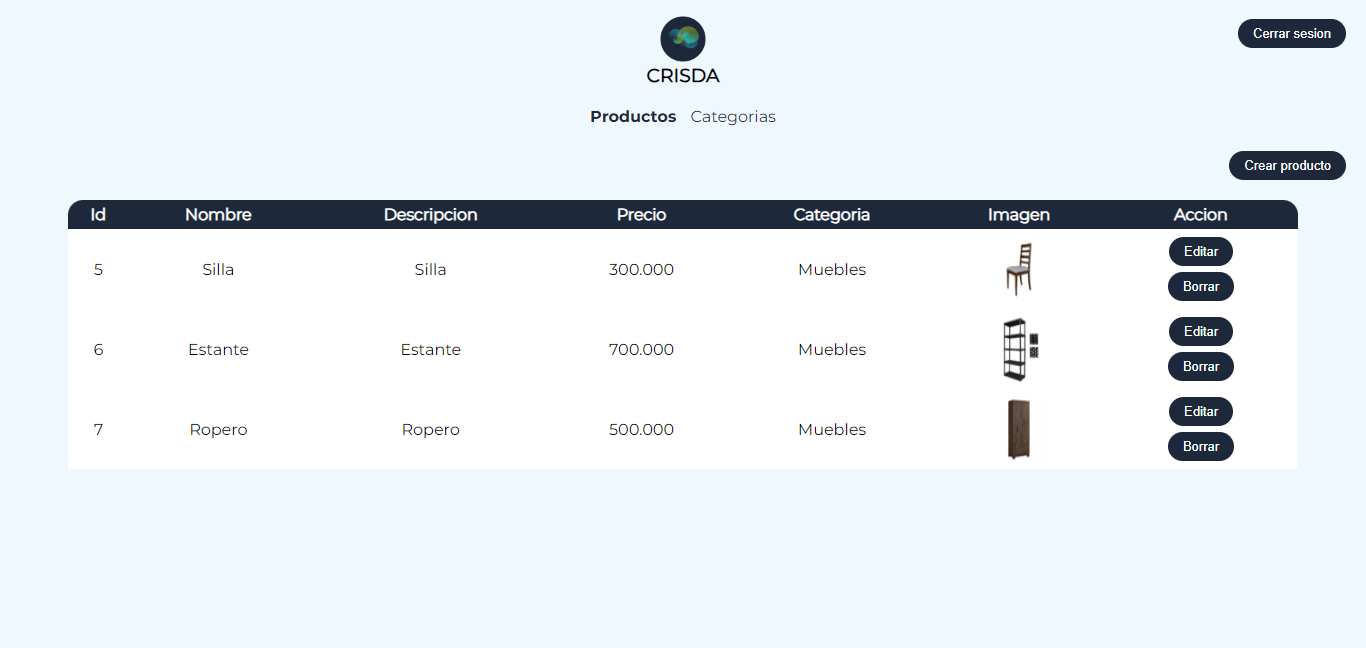 Cerrar sesion
CRISDA
Productos Categorias
Crear producto
Id Nombre Descripcion Precio Categoria Imagen Accion
5 Silla Silla 300.000 Muebles Editar
Borrar
6 Estante Estante 700.000 Muebles Editar
Borrar
7 Ropero Ropero 500.000 Muebles Editar
Borrar